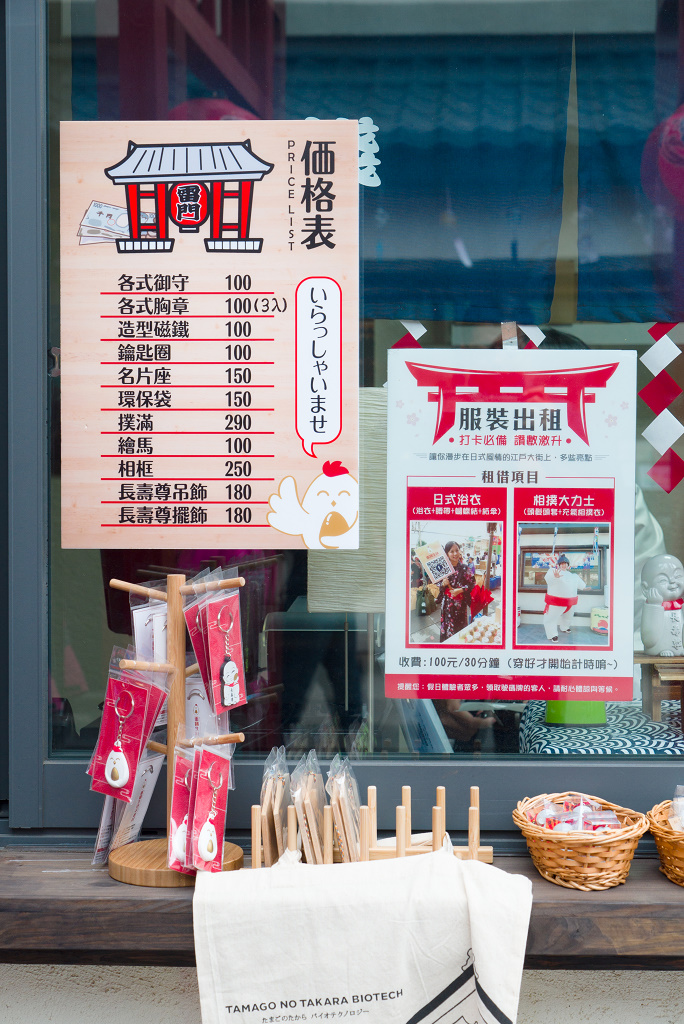 價格表
PRICE LIST
雷門
各式御守 100
各式胸章 100(3入)
造型磁鐵 100
鑰匙圈 100
名片座 150
環保袋 150
撲滿 290
繪馬 100
相框 250
長壽尊吊飾 180
長壽尊擺飾 180
いらっしゃいませ
服裝出租
•打卡必備 讚數激升•
讓你漫步在日式風情的江戶大街上，多些亮點
租借項目
日式浴衣
相撲大力士
收費:100元/30分鐘 (穿好才開始計時唷~)
TAMAGO NO TAKARA BIOTECH
たまごのたから バイオテクノロジー